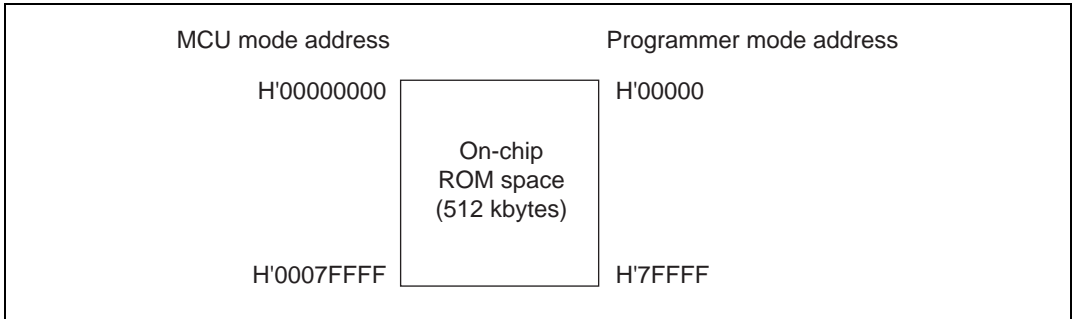 MCU mode address Programmer mode address
H'00000000 H'00000
On-chip
ROM space
(512 kbytes)
H'0007FFFF H'7FFFF